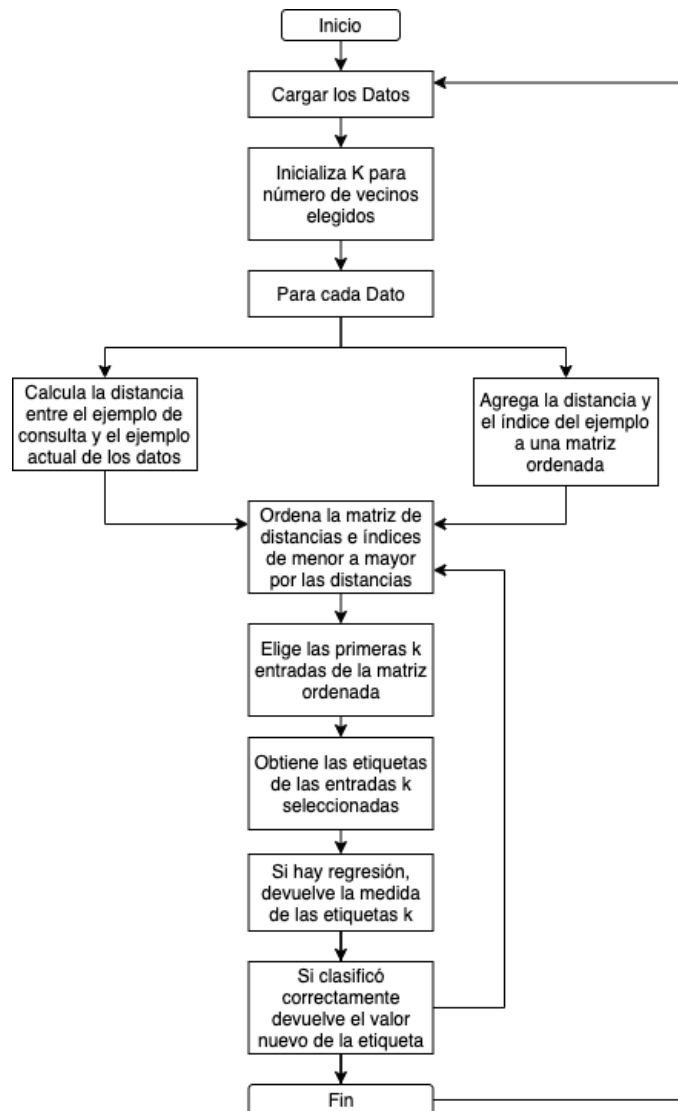 Inicio
Cargar los Datos
Inicializa K para
número de vecinos
elegidos
Para cada Dato
Calcula la distancia
entre el ejemplo de
consulta y el ejemplo
actual de los datos
Agrega la distancia y
el índice del ejemplo
a una matriz
ordenada
Ordena la matriz de
distancias e índices
de menor a mayor
por las distancias
Elige las primeras k
entradas de la matriz
ordenada
Obtiene las etiquetas
de las entradas k
seleccionadas
Si hay regresión,
devuelve la medida
de las etiquetas k
Si clasificó
correctamente
devuelve el valor
nuevo de la etiqueta
Fin